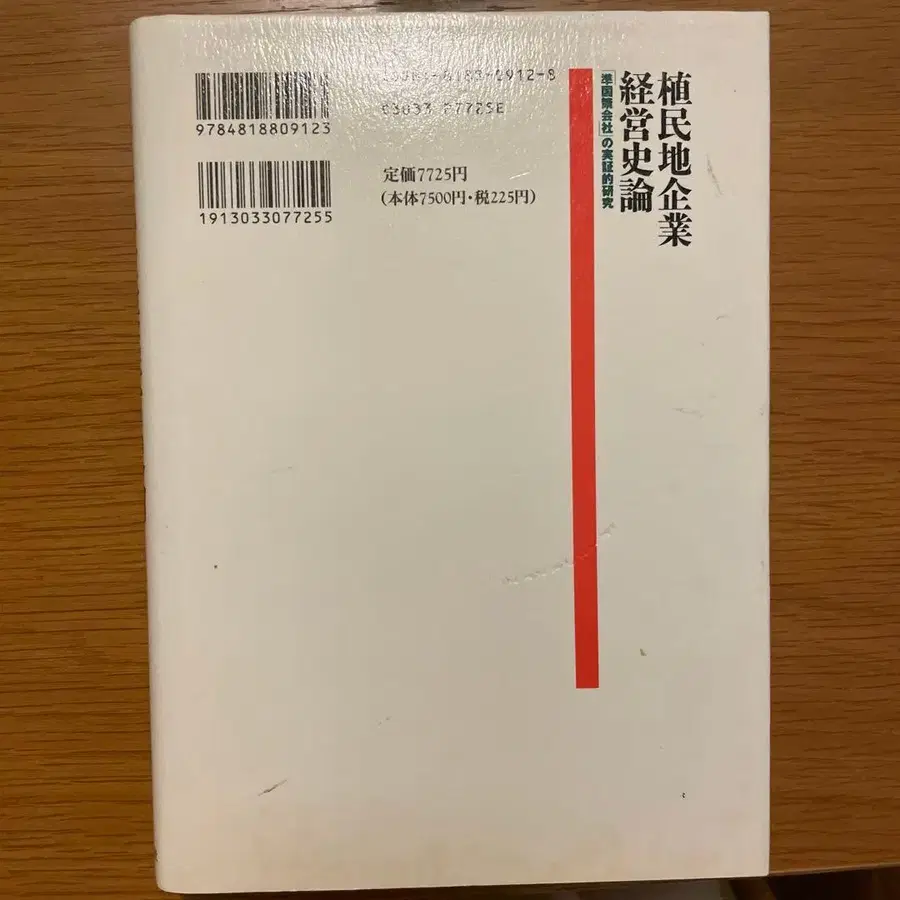 植民地企業
経営史論
「準国策会社」の実証的研究
9784818809123
1913033077255
定価7725円
(本体7500円・税225円)